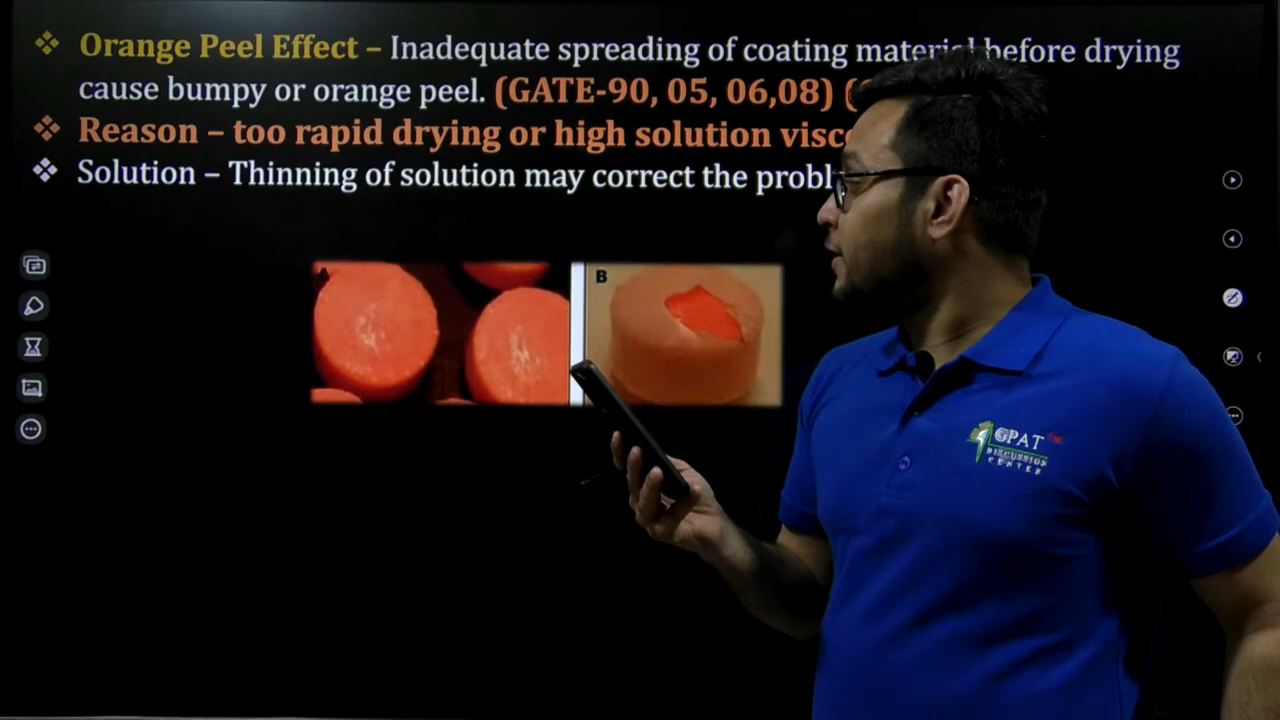 ❖ Orange Peel Effect – Inadequate spreading of coating material before drying
cause bumpy or orange peel. (GATE-90, 05, 06,08) (
❖ Reason – too rapid drying or high solution visc
❖ Solution – Thinning of solution may correct the probl
B
GPAT
DISCUSSION
CENTER